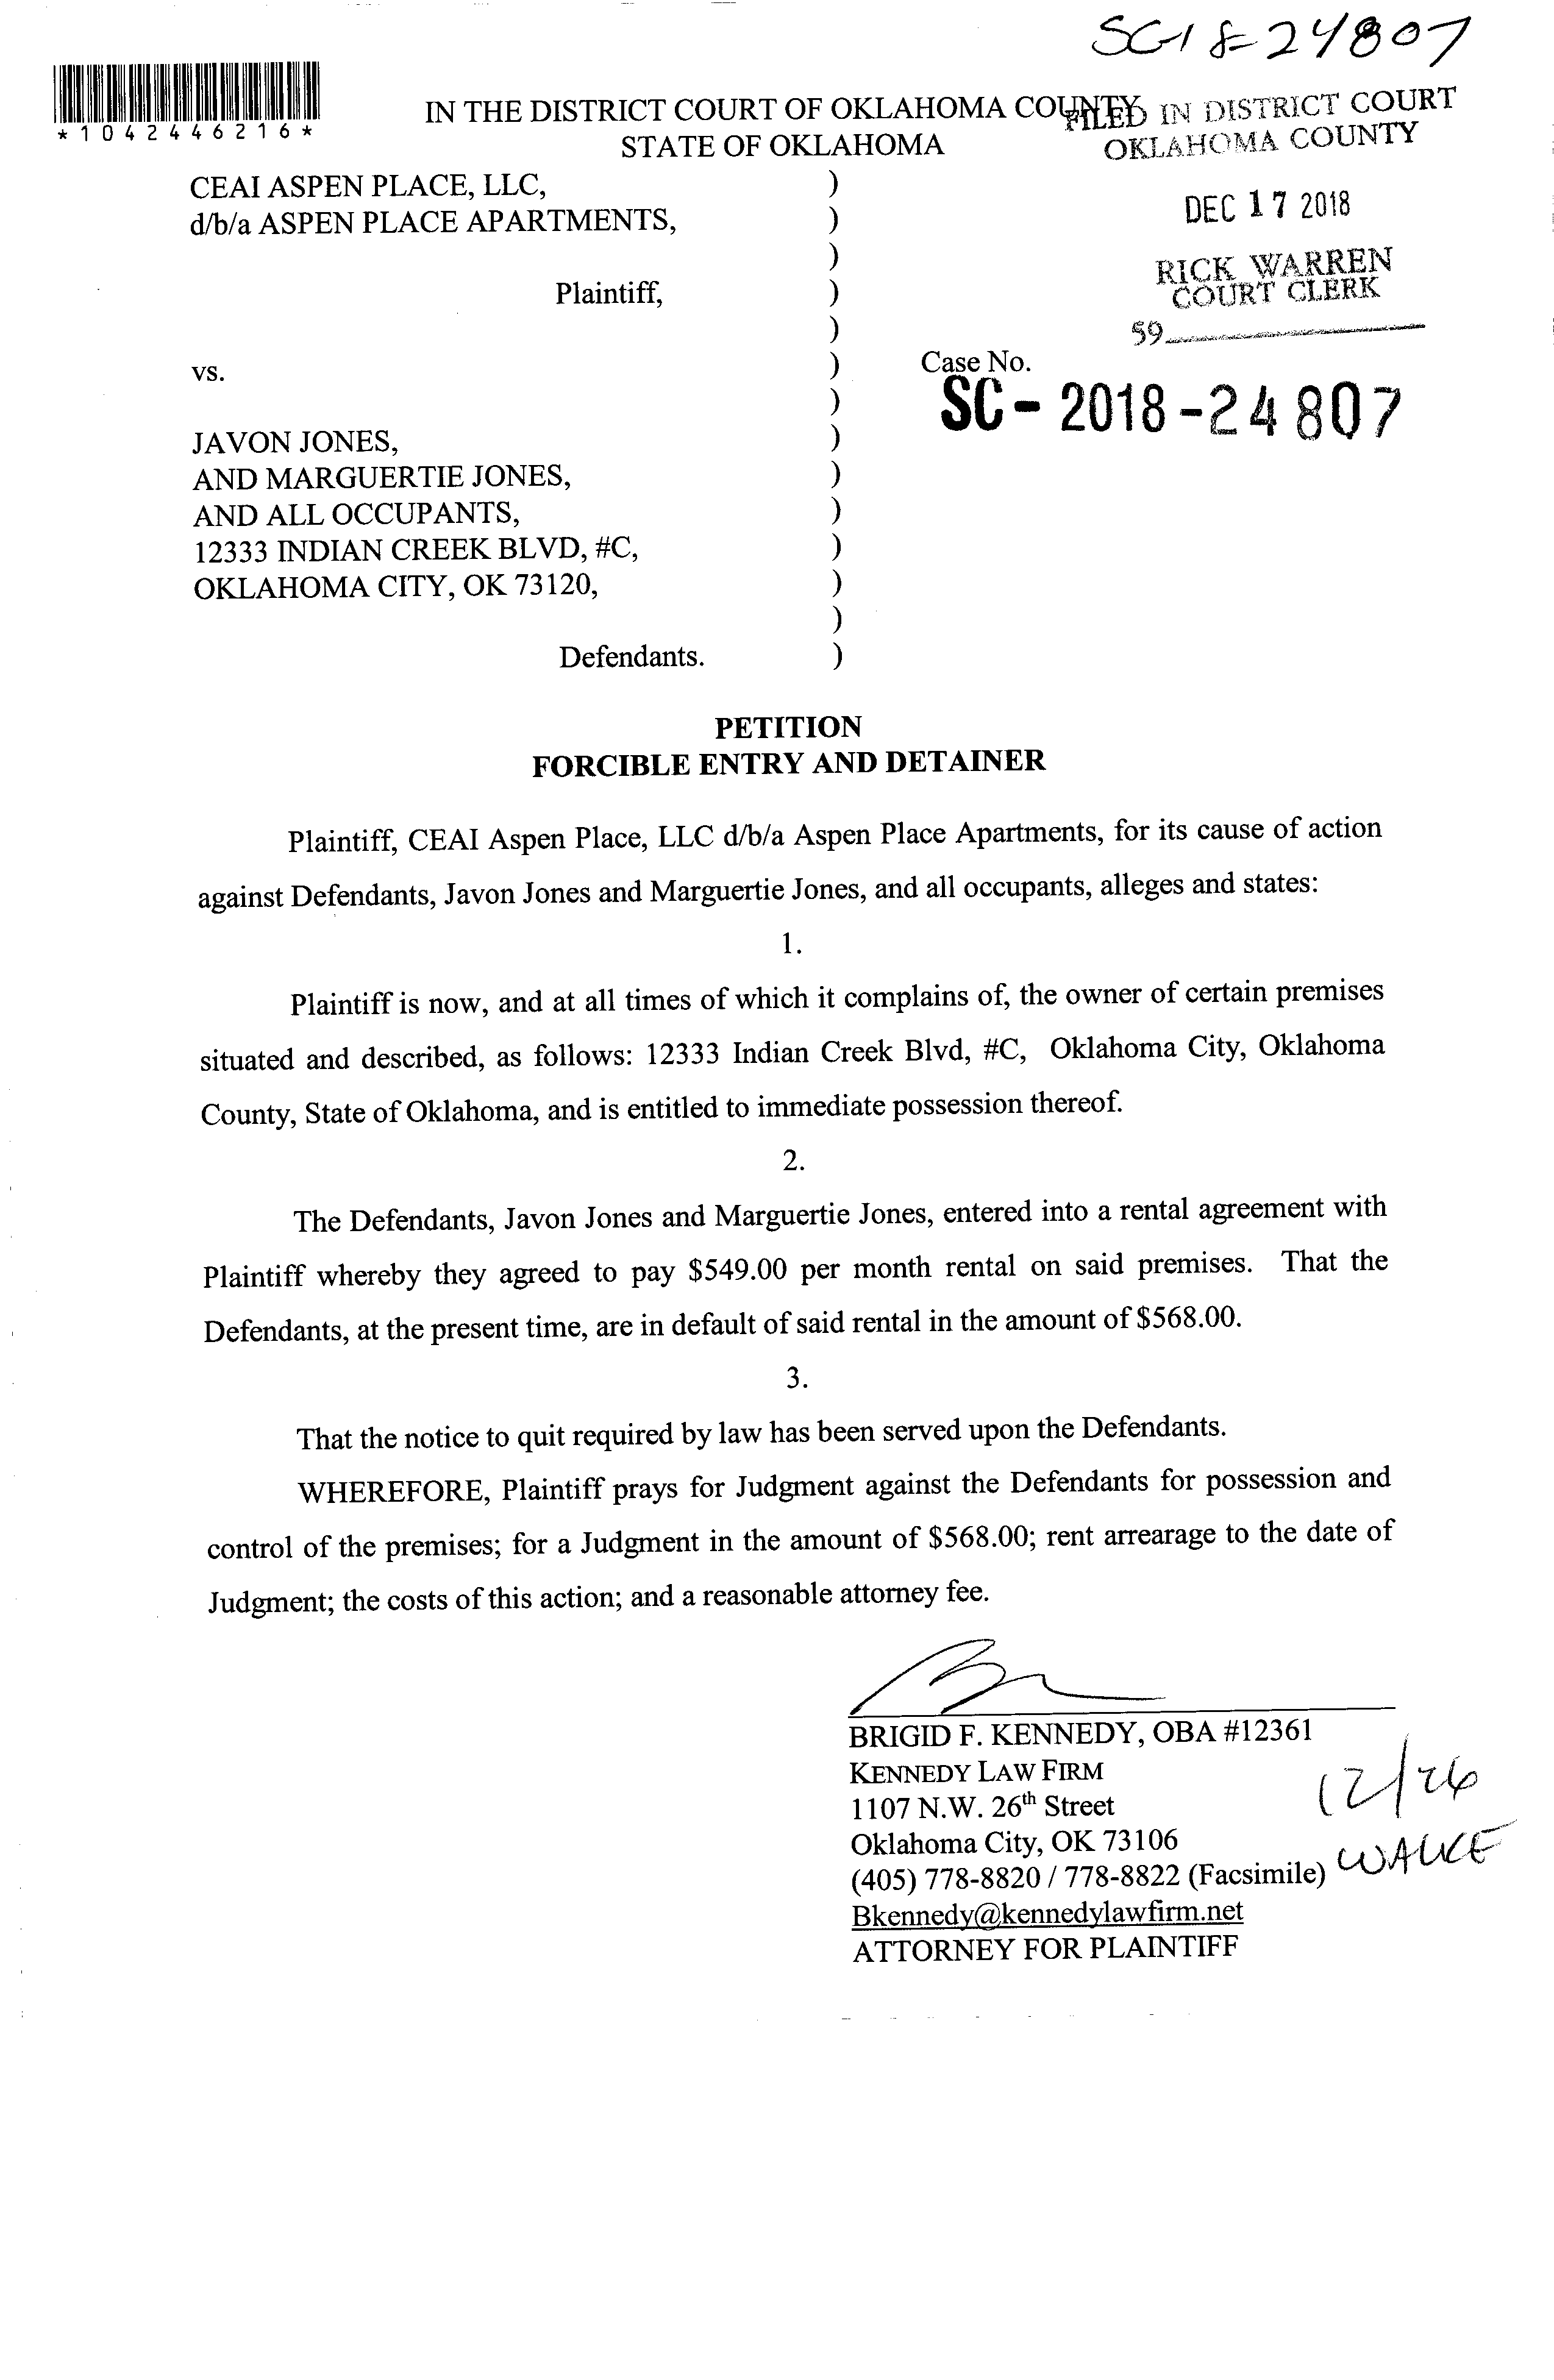 SC-18-24807
*1042446216*
IN THE DISTRICT COURT OF OKLAHOMA COUNTY
STATE OF OKLAHOMA
FILED IN DISTRICT COURT
OKLAHOMA COUNTY
DEC 17 2018
RICK WARREN
COURT CLERK
59
CEAI ASPEN PLACE, LLC, )
d/b/a ASPEN PLACE APARTMENTS, )
)
Plaintiff, )
)
vs. )
)
Case No.
SC - 2018 - 24807
JAVON JONES, )
AND MARGUERTIE JONES, )
AND ALL OCCUPANTS, )
12333 INDIAN CREEK BLVD, #C, )
OKLAHOMA CITY, OK 73120, )
)
Defendants. )
PETITION
FORCIBLE ENTRY AND DETAINER
Plaintiff, CEAI Aspen Place, LLC d/b/a Aspen Place Apartments, for its cause of action
against Defendants, Javon Jones and Marguertie Jones, and all occupants, alleges and states:
1.
Plaintiff is now, and at all times of which it complains of, the owner of certain premises
situated and described, as follows: 12333 Indian Creek Blvd, #C, Oklahoma City, Oklahoma
County, State of Oklahoma, and is entitled to immediate possession thereof.
2.
The Defendants, Javon Jones and Marguertie Jones, entered into a rental agreement with
Plaintiff whereby they agreed to pay $549.00 per month rental on said premises. That the
Defendants, at the present time, are in default of said rental in the amount of $568.00.
3.
That the notice to quit required by law has been served upon the Defendants.
WHEREFORE, Plaintiff prays for Judgment against the Defendants for possession and
control of the premises; for a Judgment in the amount of $568.00; rent arrearage to the date of
Judgment; the costs of this action; and a reasonable attorney fee.
BRIGID F. KENNEDY, OBA #12361
KENNEDY LAW FIRM
1107 N.W. 26th Street
Oklahoma City, OK 73106
(405) 778-8820 / 778-8822 (Facsimile)
Bkennedy@kennedylawfirm.net
ATTORNEY FOR PLAINTIFF
12/26
WALKE